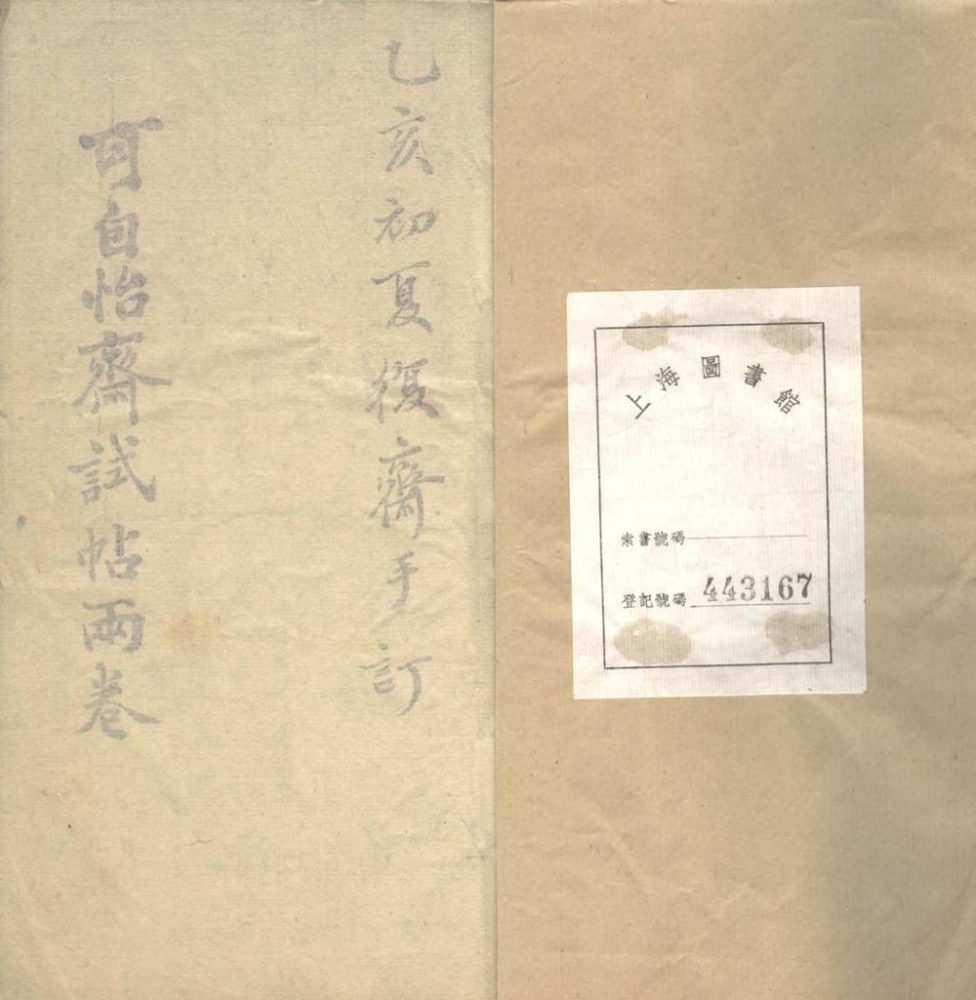 乙亥初夏復齋手訂
可自怡齋試帖兩卷
上海圖書館
索書號碼
登記號碼 443167